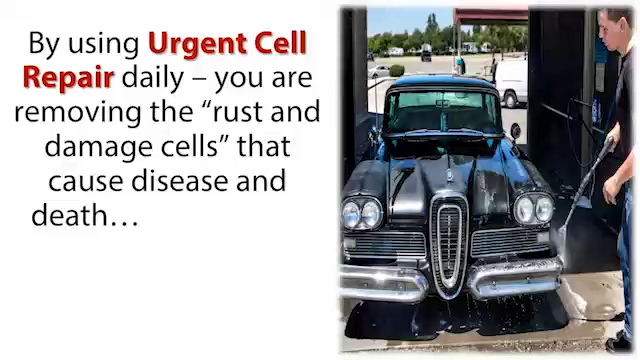 By using Urgent Cell
Repair daily – you are
removing the “rust and
damage cells” that
cause disease and
death…